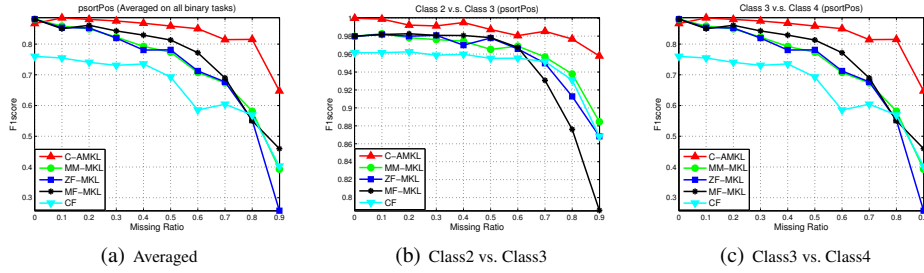 psortPos (Averaged on all binary tasks)
F1score
0.8
0.7
0.6
0.5
0.4
0.3
C-AMKL
MM-MKL
ZF-MKL
MF-MKL
CF
0 0.1 0.2 0.3 0.4 0.5 0.6 0.7 0.8 0.9
Missing Ratio
(a) Averaged
Class 2 v.s. Class 3 (psortPos)
F1score
0.98
0.96
0.94
0.92
0.9
0.88
0.86
0.84
0.82
0.8
C-AMKL
MM-MKL
ZF-MKL
MF-MKL
CF
0 0.1 0.2 0.3 0.4 0.5 0.6 0.7 0.8 0.9
Missing Ratio
(b) Class2 vs. Class3
Class 3 v.s. Class 4 (psortPos)
F1score
0.8
0.7
0.6
0.5
0.4
0.3
C-AMKL
MM-MKL
ZF-MKL
MF-MKL
CF
0 0.1 0.2 0.3 0.4 0.5 0.6 0.7 0.8 0.9
Missing Ratio
(c) Class3 vs. Class4